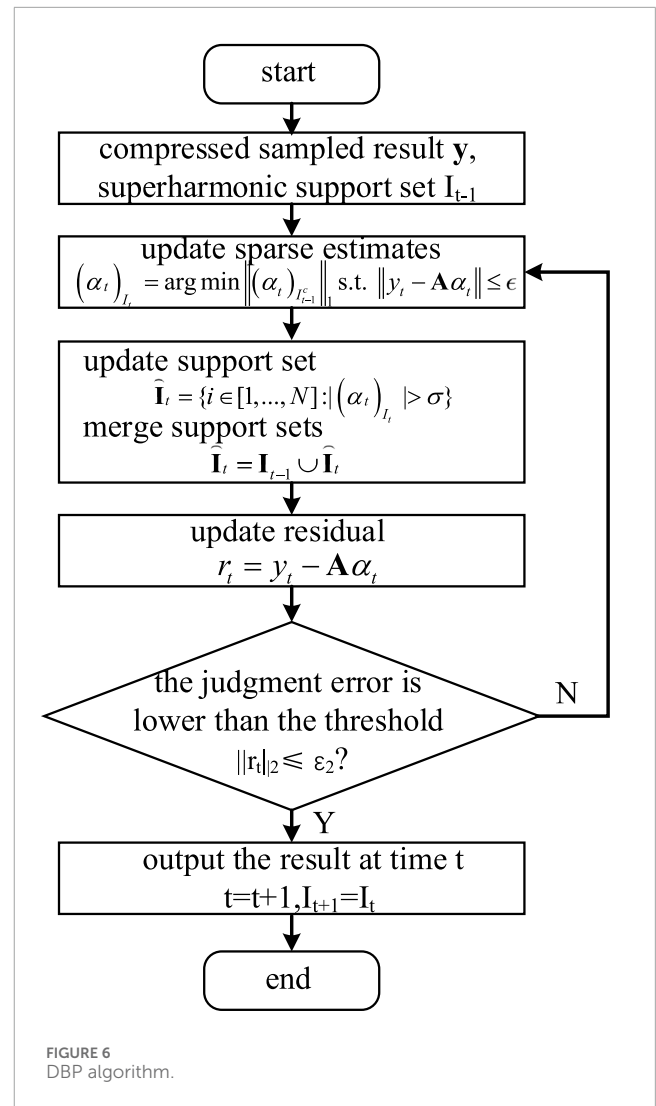 start
compressed sampled result y,
superharmonic support set I_{t-1}
update sparse estimates
(α_t)_{I_t} = arg min ‖(α_t)_{I_{t-1}^c}‖_1 s.t. ‖y_t − Aα_t‖ ≤ ϵ
update support set
Î_t = {i ∈ [1,..., N] :| (α_t)_{I_t} |> σ}
merge support sets
Î_t = I_{t−1} ∪ Î_t
update residual
r_t = y_t − Aα_t
the judgment error is
lower than the threshold
||r_t||_2 ⩽ ε_2?
N
Y
output the result at time t
t=t+1,I_{t+1}=I_t
end
FIGURE 6
DBP algorithm.